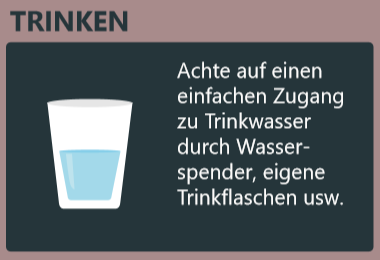 TRINKEN
Achte auf einen
einfachen Zugang
zu Trinkwasser
durch Wasser-
spender, eigene
Trinkflaschen usw.